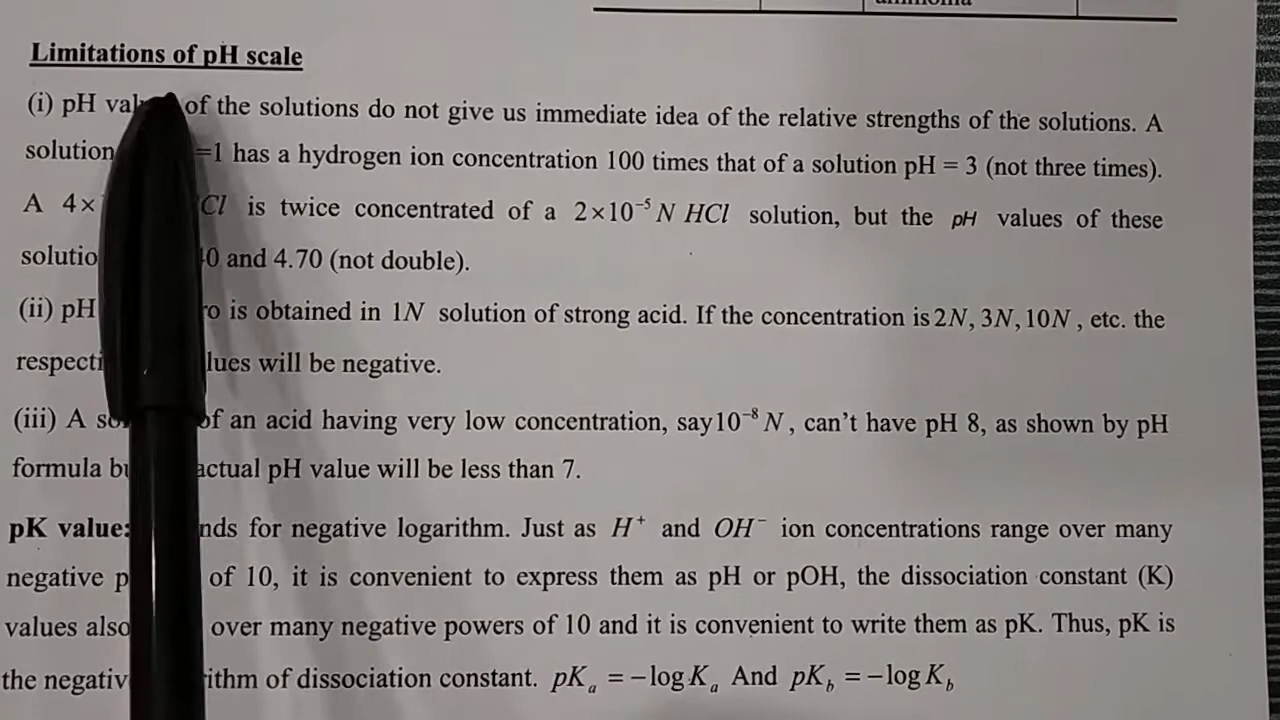 ammonia
Limitations of pH scale
(i) pH of the solutions do not give us immediate idea of the relative strengths of the solutions. A
solution =1 has a hydrogen ion concentration 100 times that of a solution pH = 3 (not three times).
A 4× Cl is twice concentrated of a 2×10⁻⁵ N HCl solution, but the pH values of these
0 and 4.70 (not double).
(ii) pH is obtained in 1N solution of strong acid. If the concentration is 2N, 3N, 10N , etc. the
will be negative.
(iii) A of an acid having very low concentration, say 10⁻⁸ N , can't have pH 8, as shown by pH
formula actual pH value will be less than 7.
pK value: for negative logarithm. Just as H⁺ and OH⁻ ion concentrations range over many
negative of 10, it is convenient to express them as pH or pOH, the dissociation constant (K)
values also over many negative powers of 10 and it is convenient to write them as pK. Thus, pK is
the of dissociation constant. pKₐ = −log Kₐ And pK_b = −log K_b